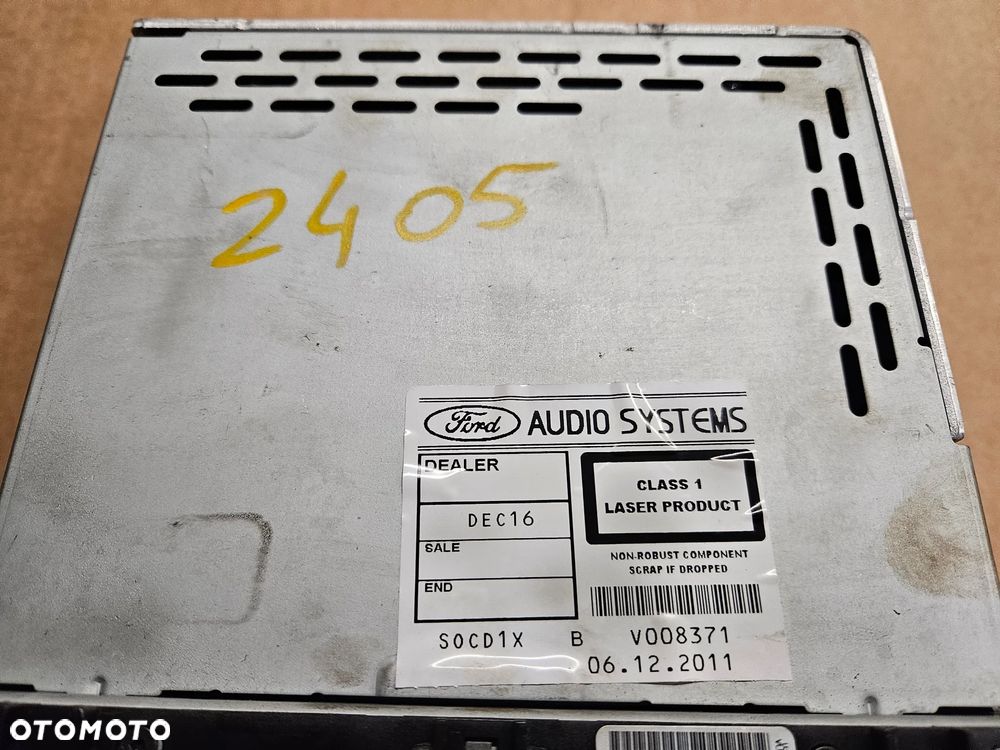 2405
Ford AUDIO SYSTEMS
DEALER
DEC16
SALE
END
CLASS 1
LASER PRODUCT
NON-ROBUST COMPONENT
SCRAP IF DROPPED
SOCD1X B V008371
06.12.2011
OTOMOTO